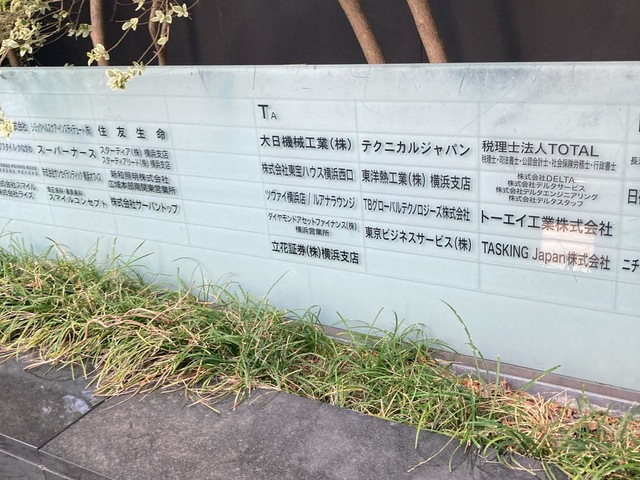 住友生命
スーパーナース
スターティア(株)横浜支店
スターティアリード(株)横浜支店
昭和照明株式会社
広域本部南関東営業所
スマイルコンセプト
株式会社サーバントップ
TA
大日機械工業(株)
株式会社東宝ハウス横浜西口
ツヴァイ横浜店/ルアナラウンジ
ダイヤモンドアセットファイナンス(株)
横浜営業所
立花証券(株)横浜支店
テクニカルジャパン
東洋熱工業(株)横浜支店
TBグローバルテクノロジーズ株式会社
東京ビジネスサービス(株)
税理士法人TOTAL
税理士・司法書士・公認会計士・社会保険労務士・行政書士
株式会社DELTA
株式会社デルタサービス
株式会社デルタエンジニアリング
株式会社デルタスタッフ
トーエイ工業株式会社
TASKING Japan株式会社